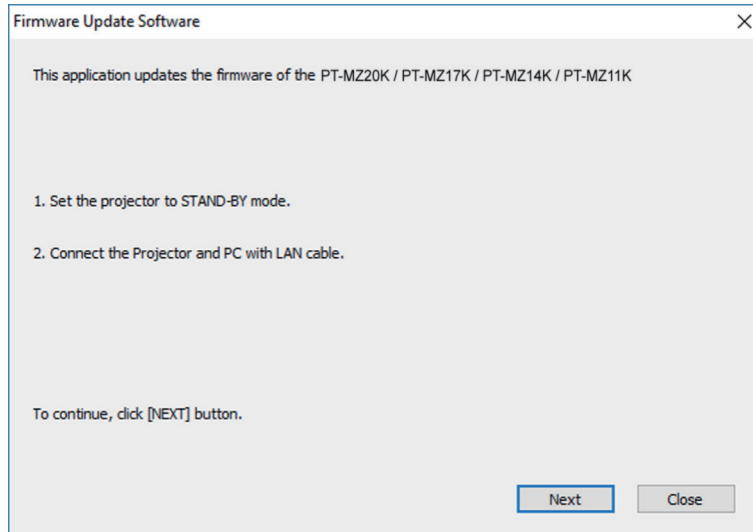 Firmware Update Software
This application updates the firmware of the PT-MZ20K / PT-MZ17K / PT-MZ14K / PT-MZ11K
1. Set the projector to STAND-BY mode.
2. Connect the Projector and PC with LAN cable.
To continue, click [NEXT] button.
Next
Close